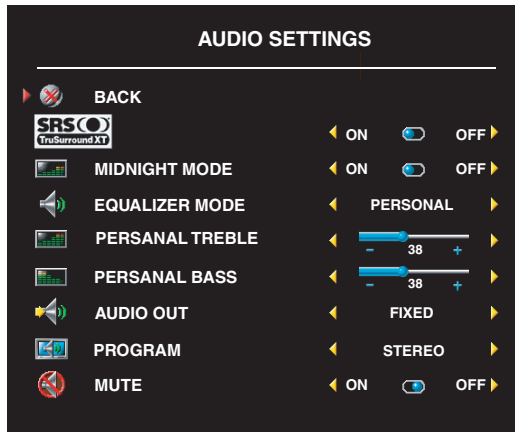 AUDIO SETTINGS
BACK
SRS
TruSurround XT
ON OFF
MIDNIGHT MODE ON OFF
EQUALIZER MODE PERSONAL
PERSANAL TREBLE - 38 +
PERSANAL BASS - 38 +
AUDIO OUT FIXED
PROGRAM STEREO
MUTE ON OFF